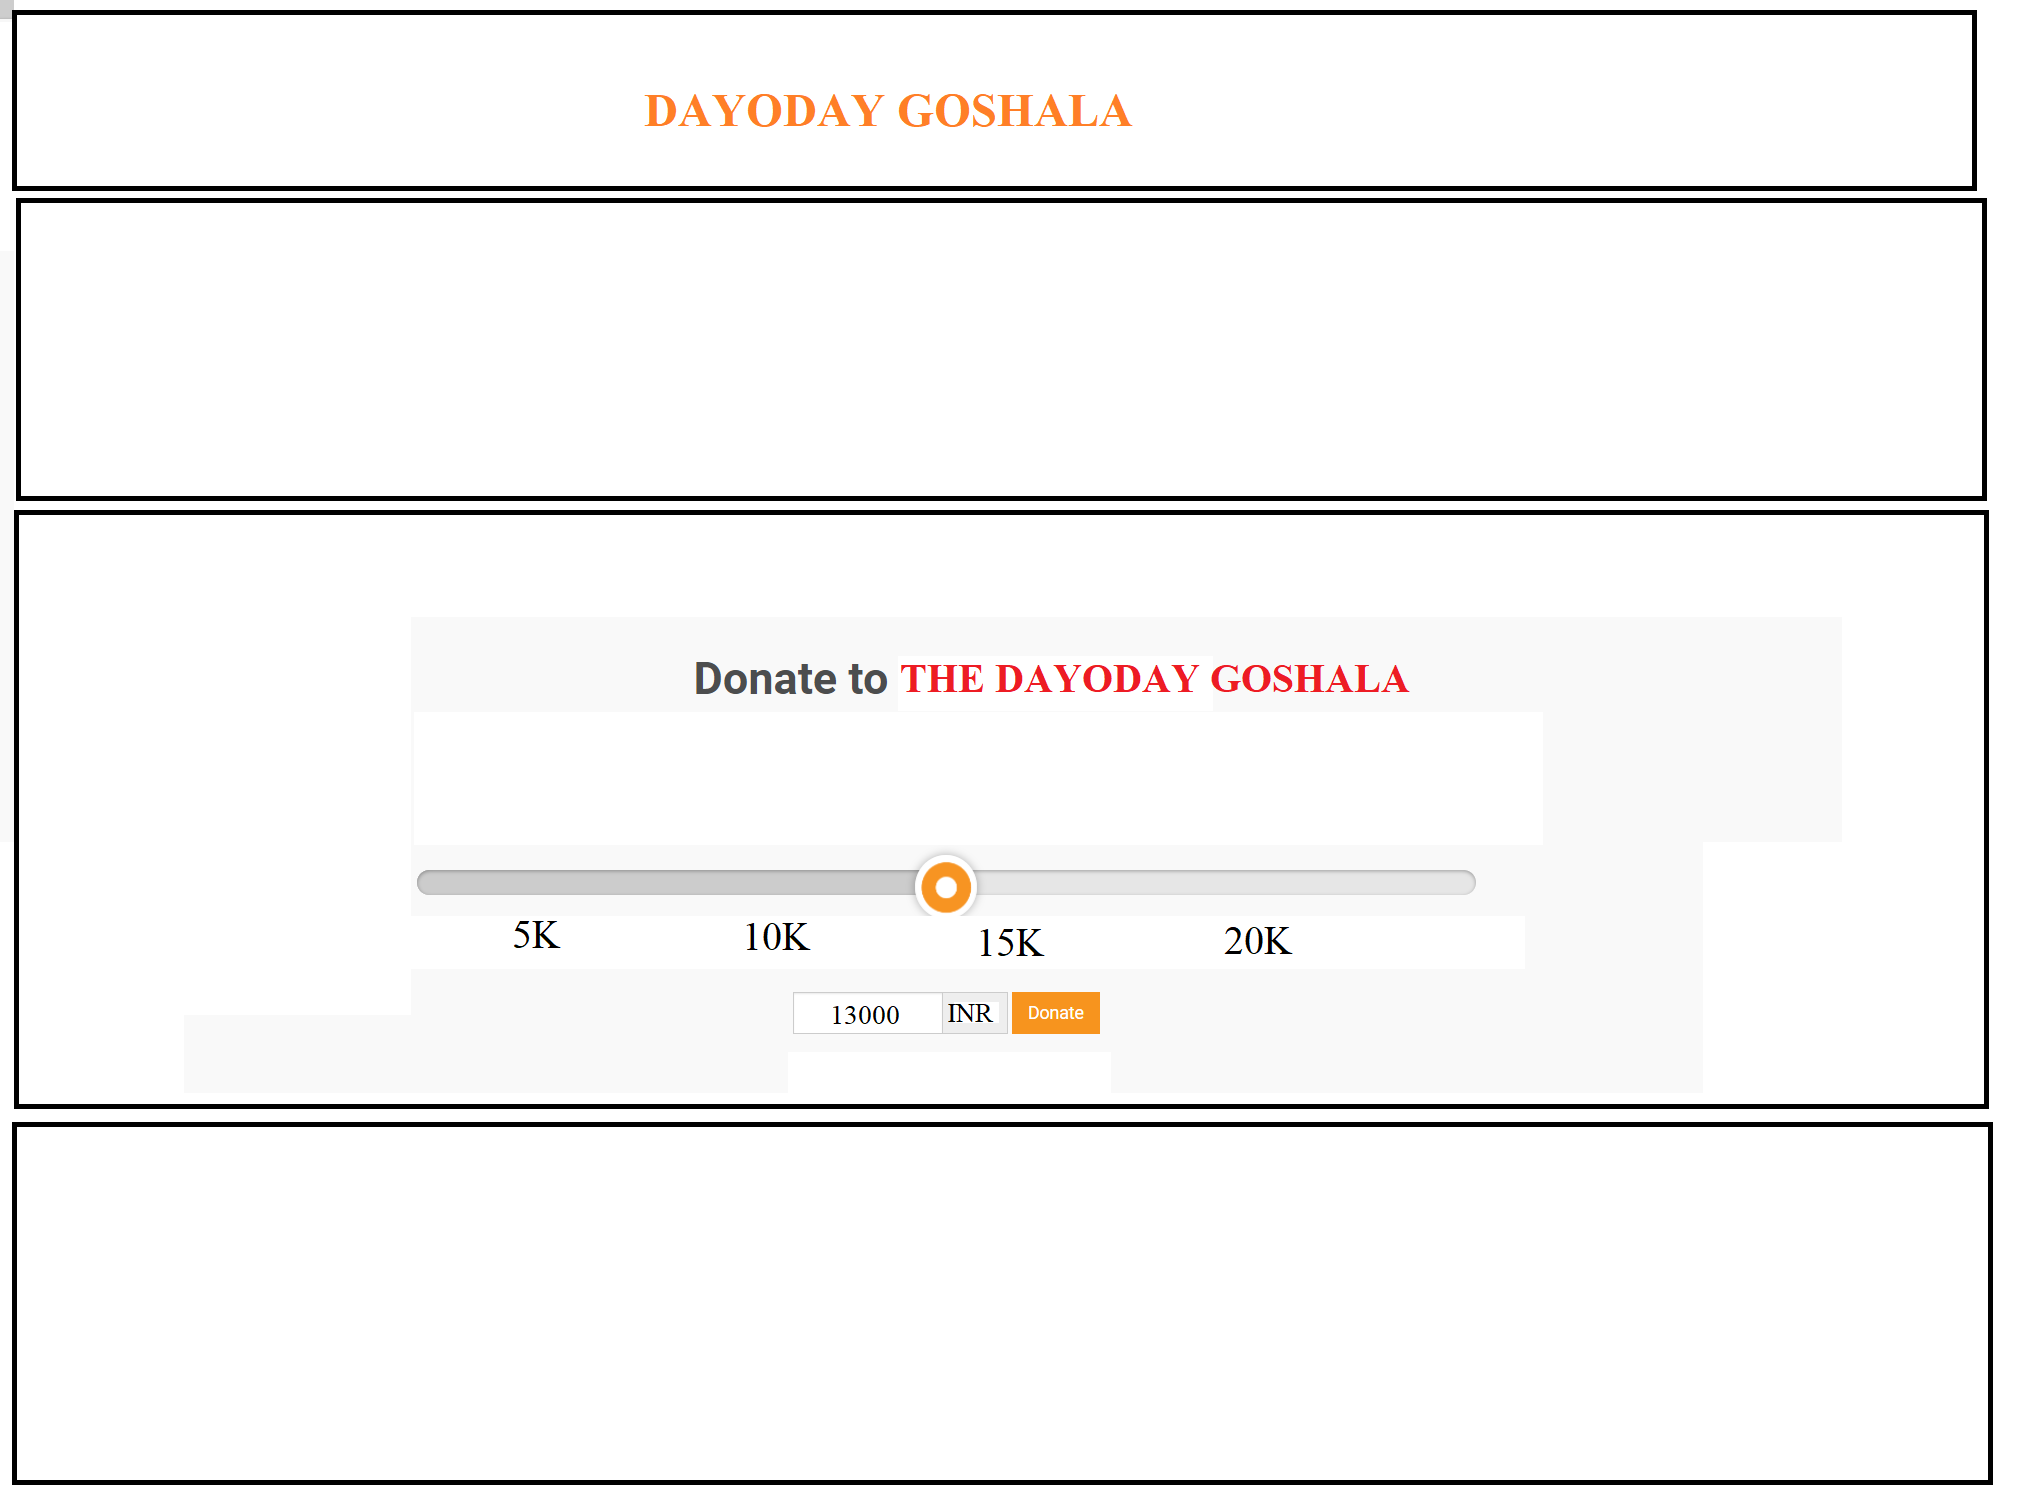 DAYODAY GOSHALA
Donate to THE DAYODAY GOSHALA
5K 10K 15K 20K
13000 INR Donate